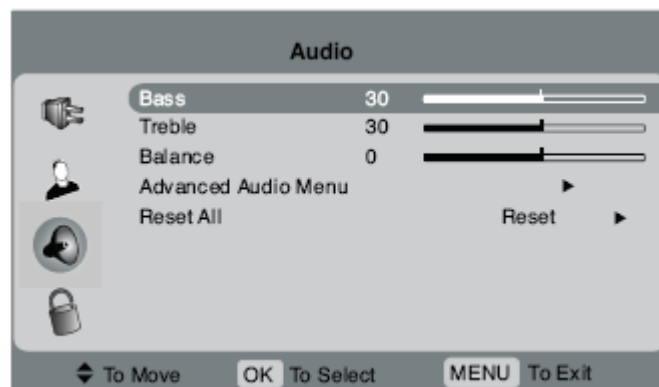 Audio
Bass 30
Treble 30
Balance 0
Advanced Audio Menu
Reset All Reset
To Move OK To Select MENU To Exit